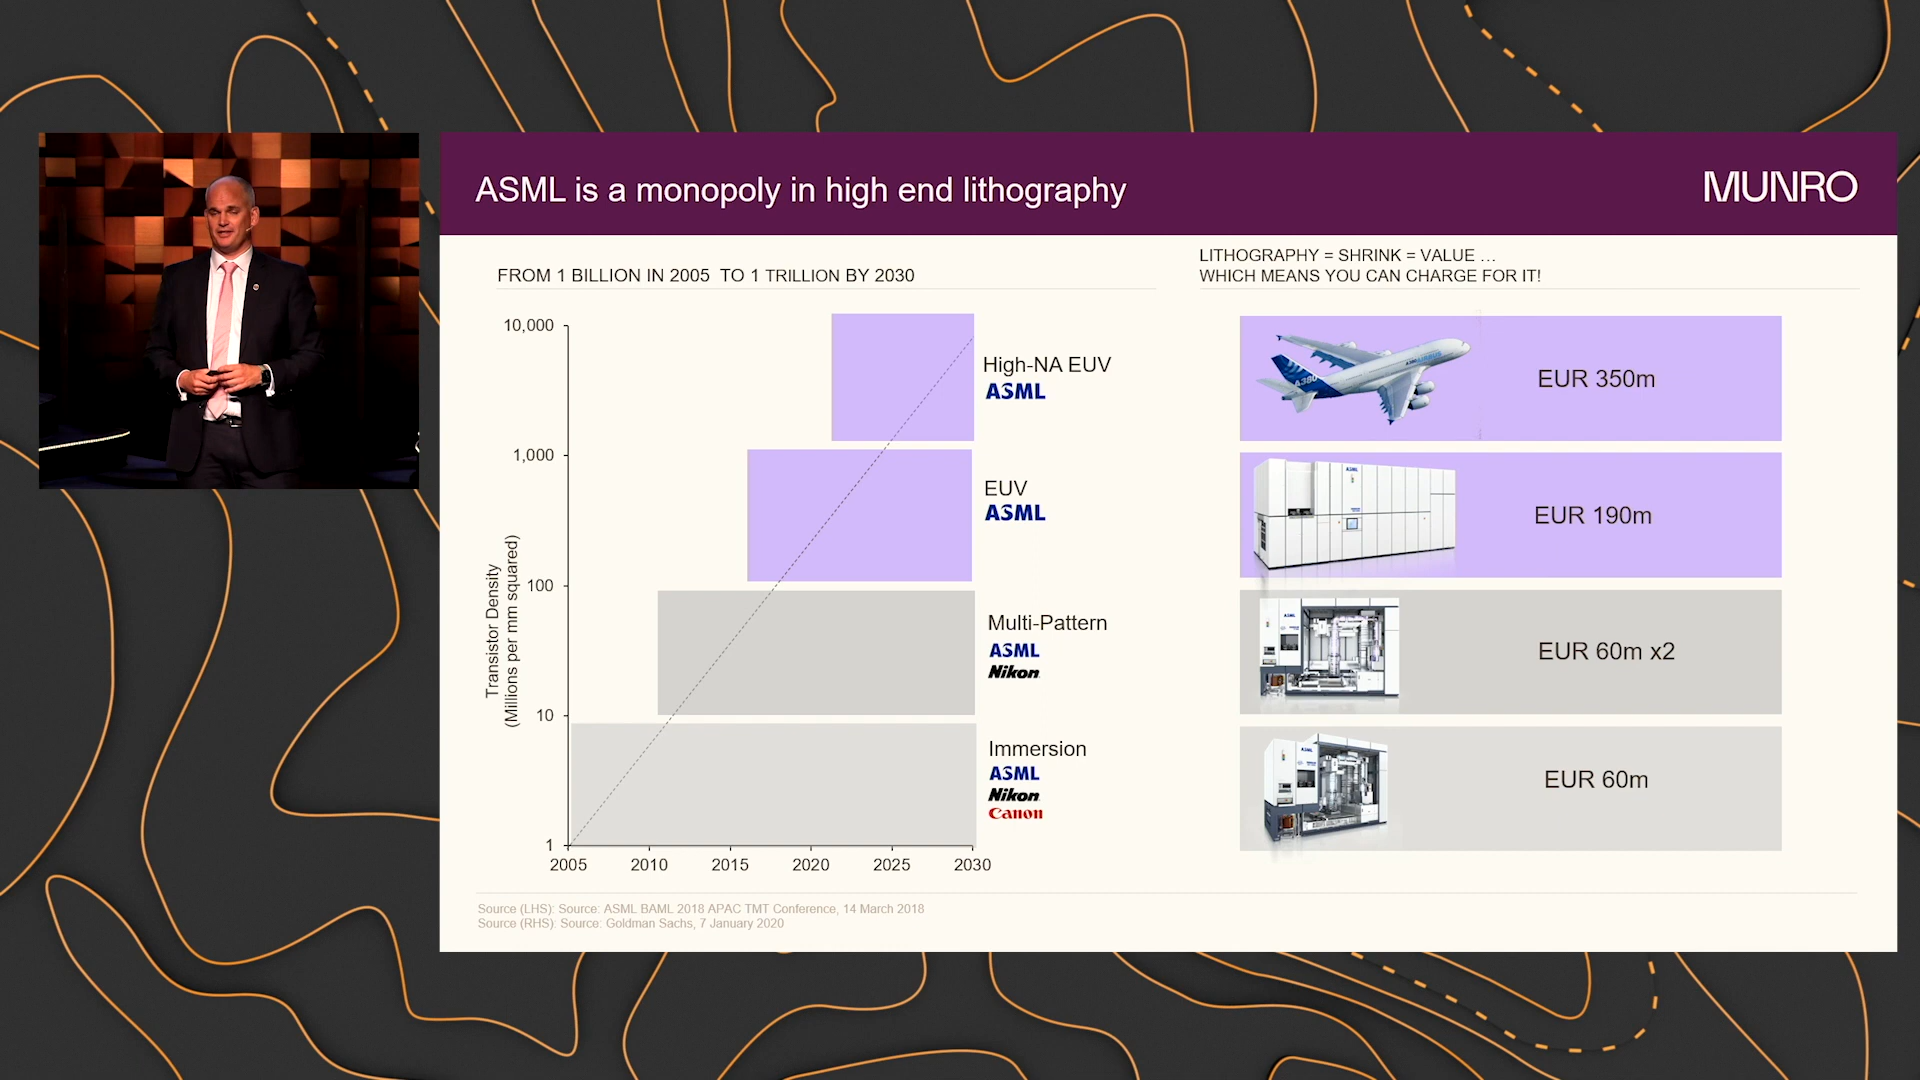 ASML is a monopoly in high end lithography
MUNRO
FROM 1 BILLION IN 2005 TO 1 TRILLION BY 2030
Transistor Density
(Millions per mm squared)
10,000
1,000
100
10
1
2005 2010 2015 2020 2025 2030
High-NA EUV
ASML
EUV
ASML
Multi-Pattern
ASML
Nikon
Immersion
ASML
Nikon
Canon
LITHOGRAPHY = SHRINK = VALUE ...
WHICH MEANS YOU CAN CHARGE FOR IT!
A380
EUR 350m
ASML
EUR 190m
ASML
EUR 60m x2
ASML
EUR 60m
Source (LHS): Source: ASML BAML 2018 APAC TMT Conference, 14 March 2018
Source (RHS): Source: Goldman Sachs, 7 January 2020